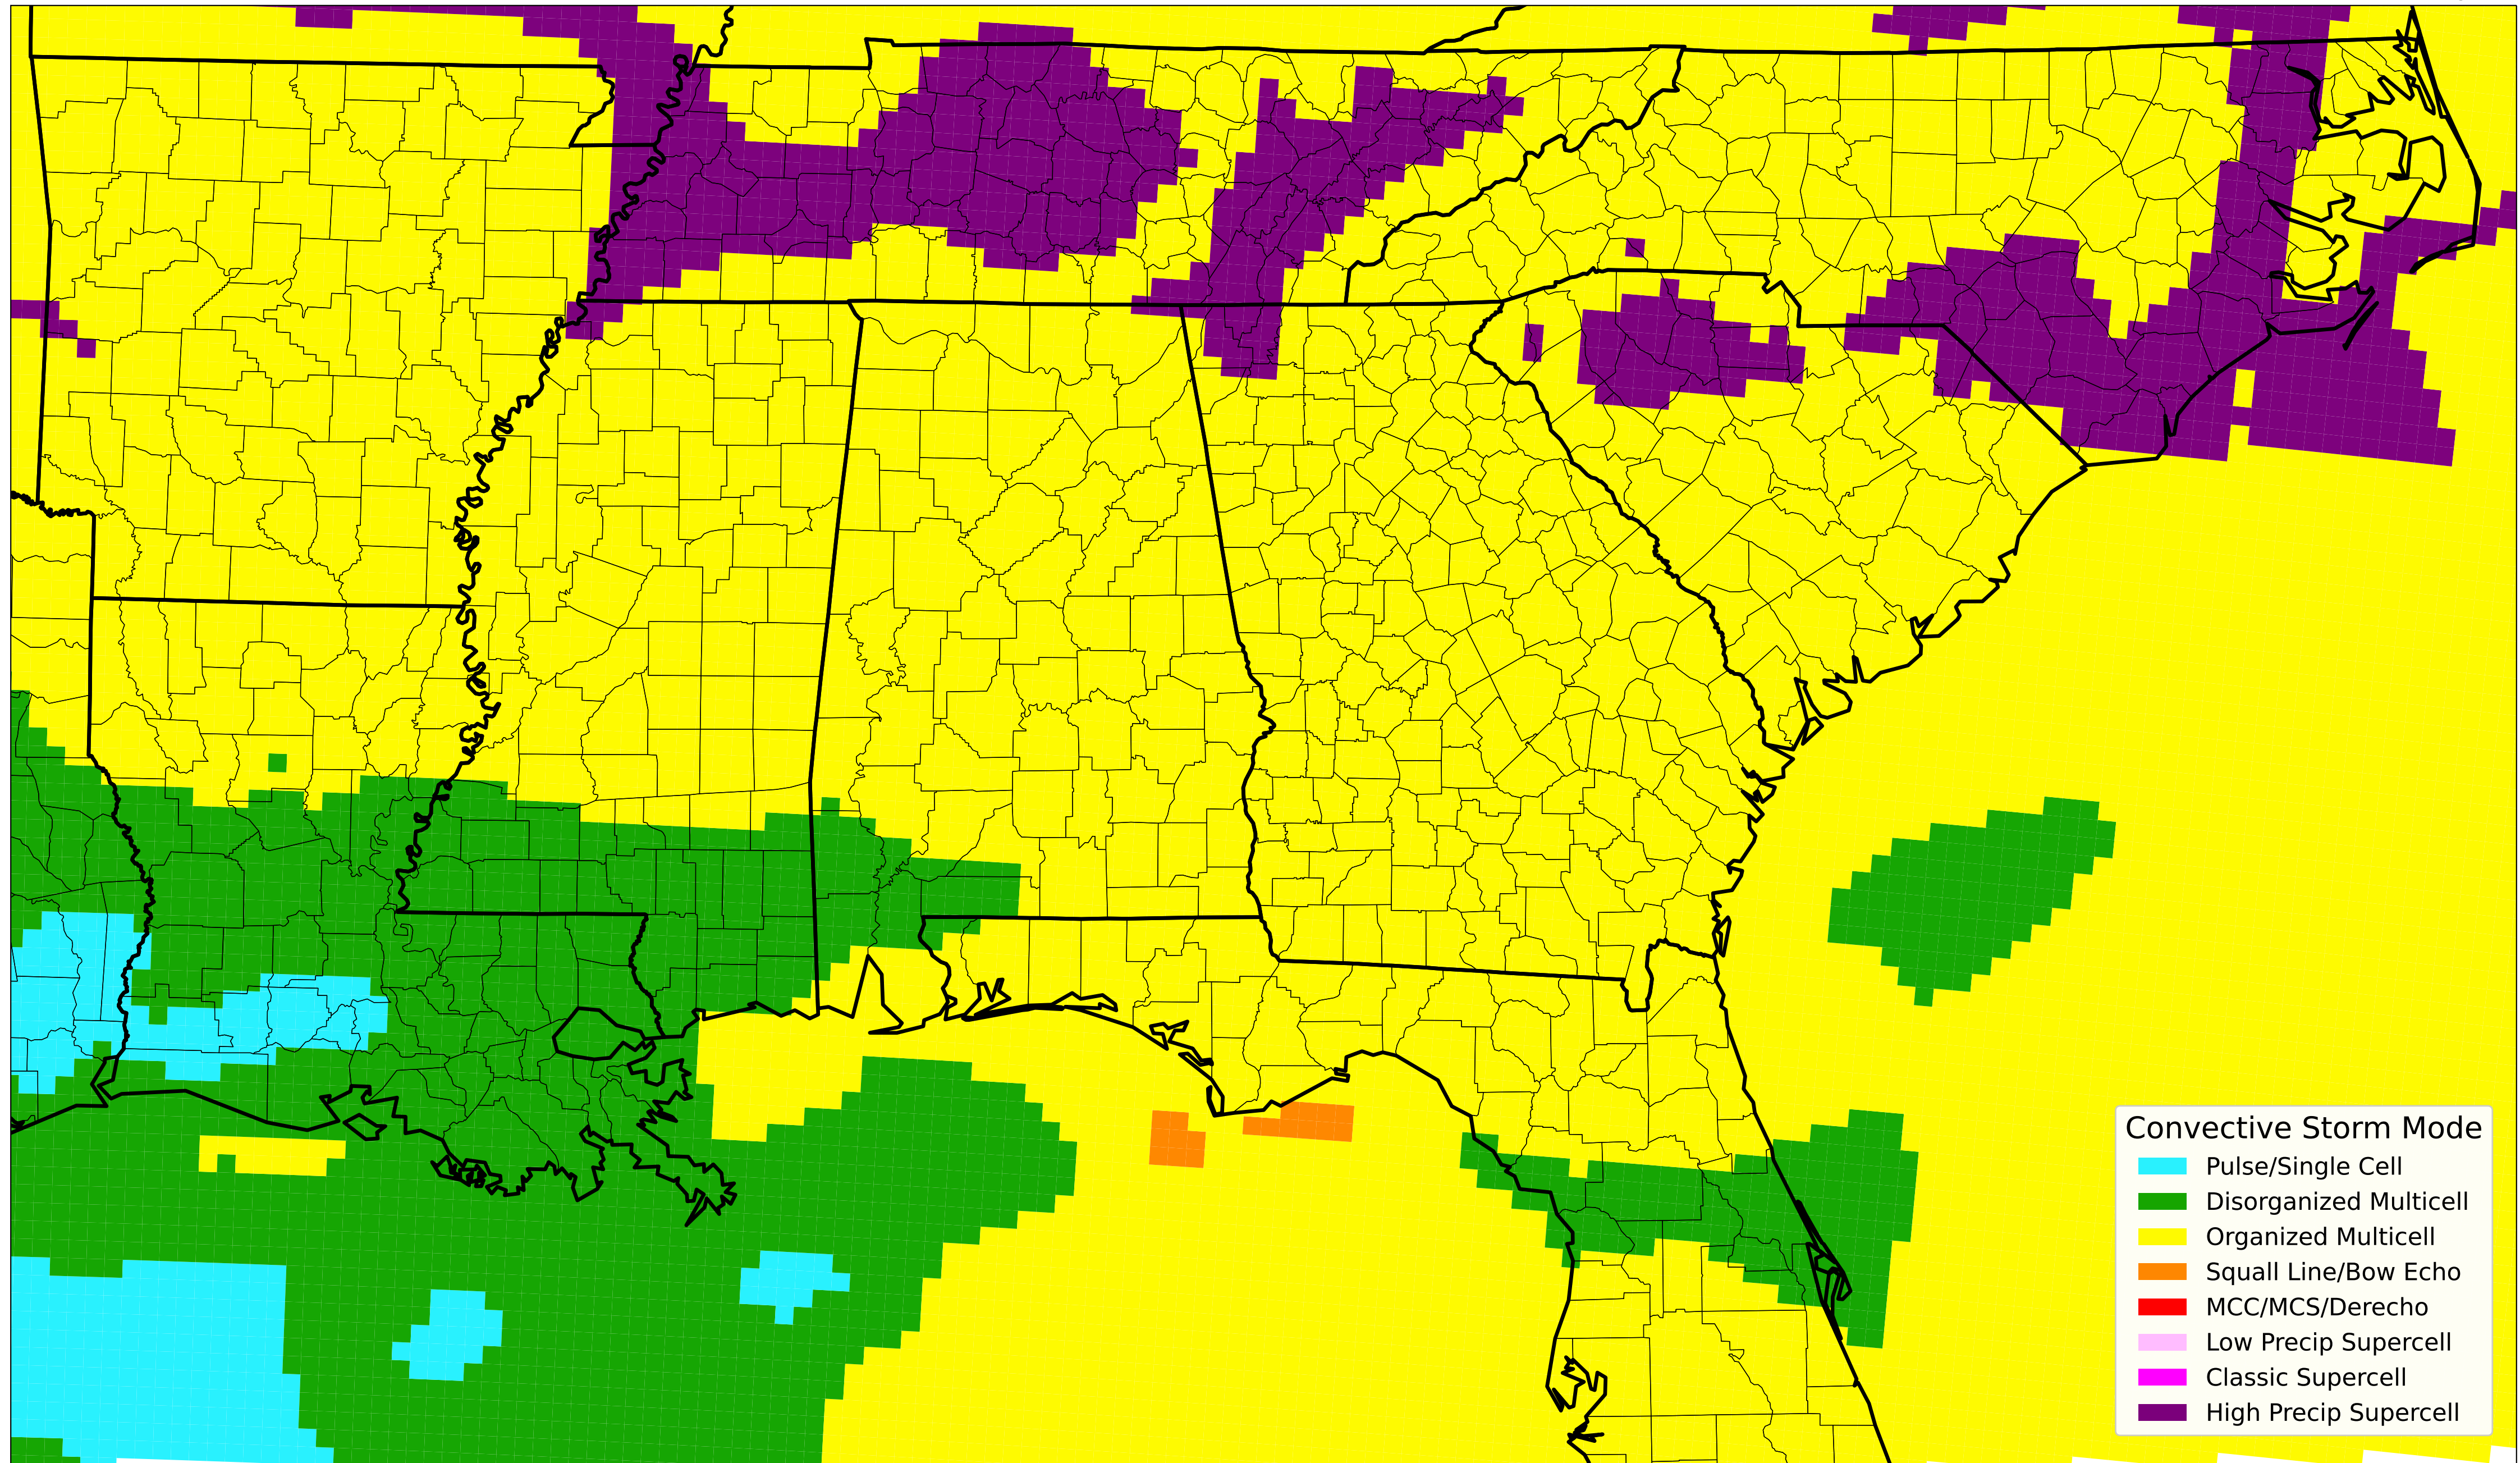 Convective Storm Mode
Pulse/Single Cell
Disorganized Multicell
Organized Multicell
Squall Line/Bow Echo
MCC/MCS/Derecho
Low Precip Supercell
Classic Supercell
High Precip Supercell